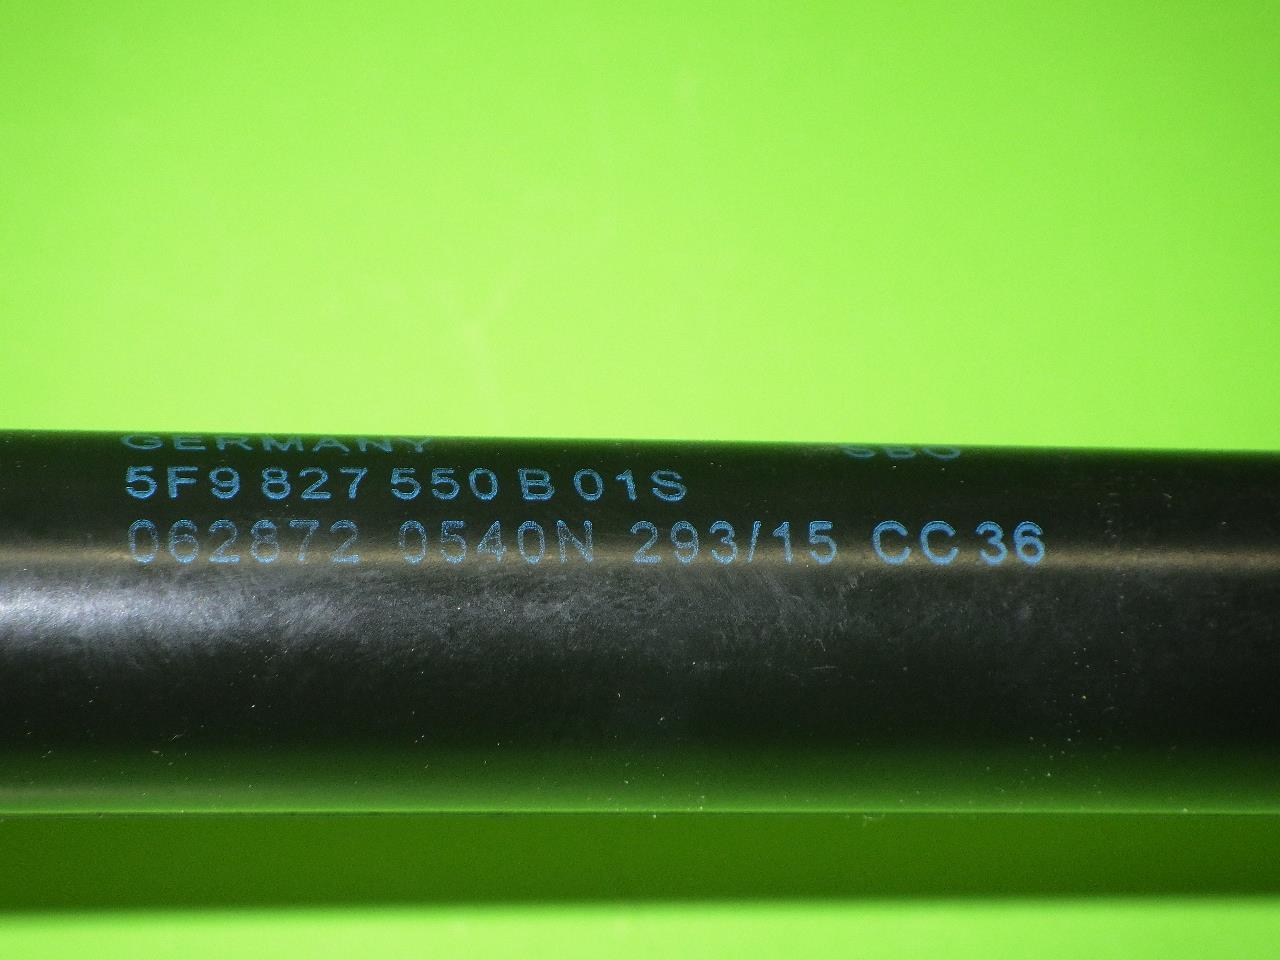 GERMANY
5F9 827 550 B 01S
062872 0540N 293/15 CC 36